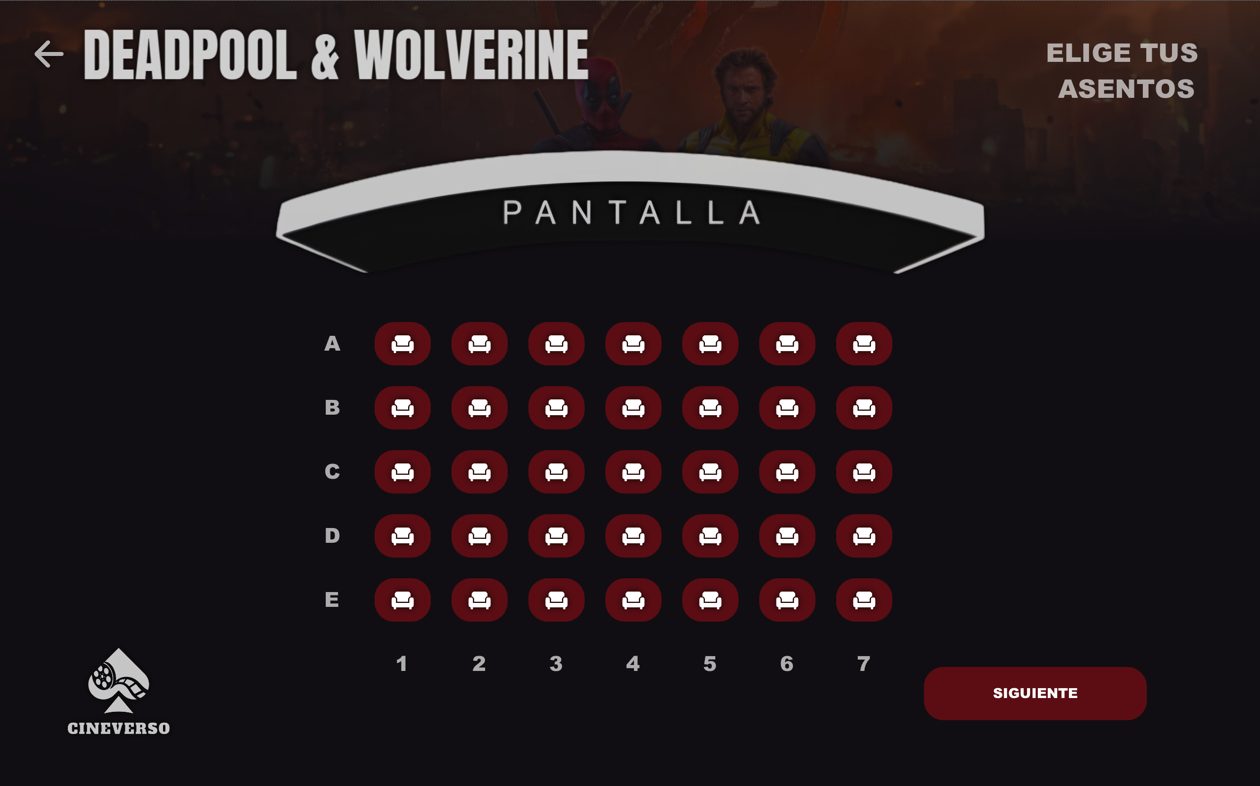 DEADPOOL & WOLVERINE
ELIGE TUS
ASENTOS
PANTALLA
A
B
C
D
E
1 2 3 4 5 6 7
CINEVERSO
SIGUIENTE